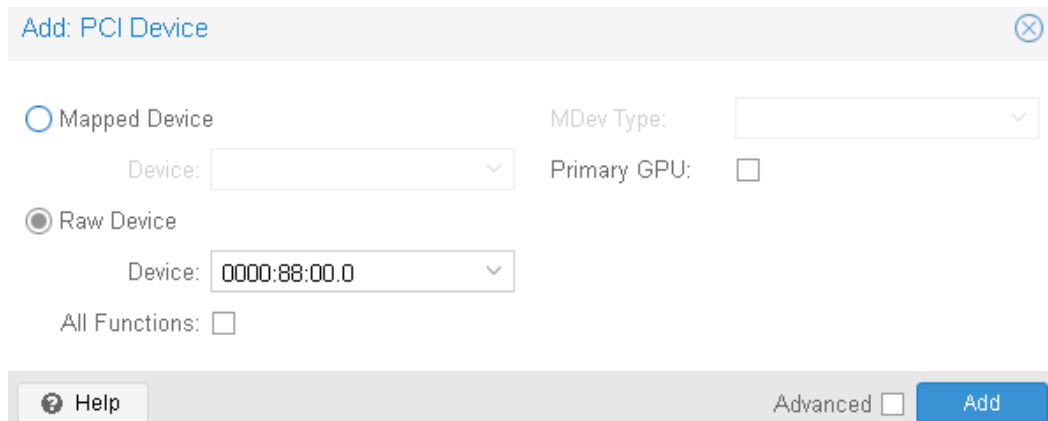 Add: PCI Device
Mapped Device
MDev Type:
Device:
Primary GPU:
Raw Device
Device: 0000:88:00.0
All Functions:
Help
Advanced
Add